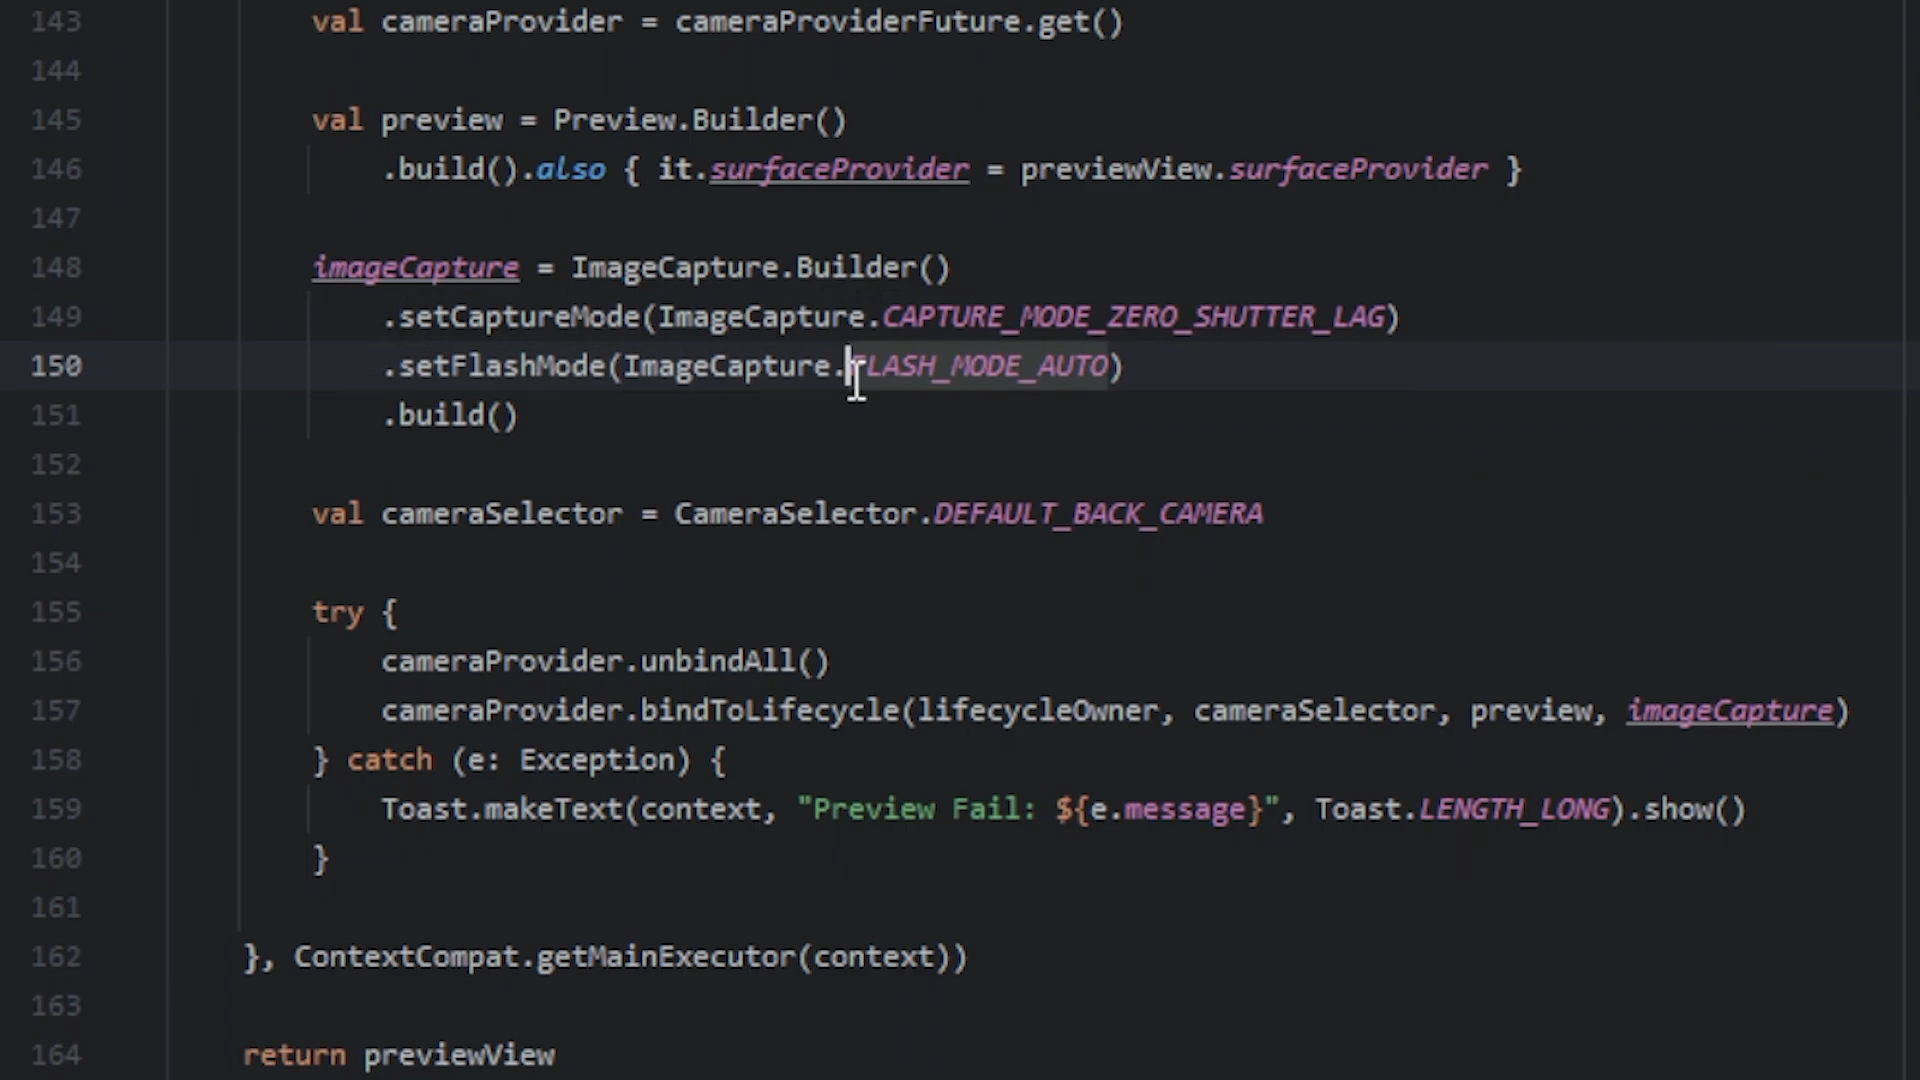 143 val cameraProvider = cameraProviderFuture.get()
144
145 val preview = Preview.Builder()
146 .build().also { it.surfaceProvider = previewView.surfaceProvider }
147
148 imageCapture = ImageCapture.Builder()
149 .setCaptureMode(ImageCapture.CAPTURE_MODE_ZERO_SHUTTER_LAG)
150 .setFlashMode(ImageCapture.FLASH_MODE_AUTO)
151 .build()
152
153 val cameraSelector = CameraSelector.DEFAULT_BACK_CAMERA
154
155 try {
156 cameraProvider.unbindAll()
157 cameraProvider.bindToLifecycle(lifecycleOwner, cameraSelector, preview, imageCapture)
158 } catch (e: Exception) {
159 Toast.makeText(context, "Preview Fail: ${e.message}", Toast.LENGTH_LONG).show()
160 }
161
162 }, ContextCompat.getMainExecutor(context))
163
164 return previewView